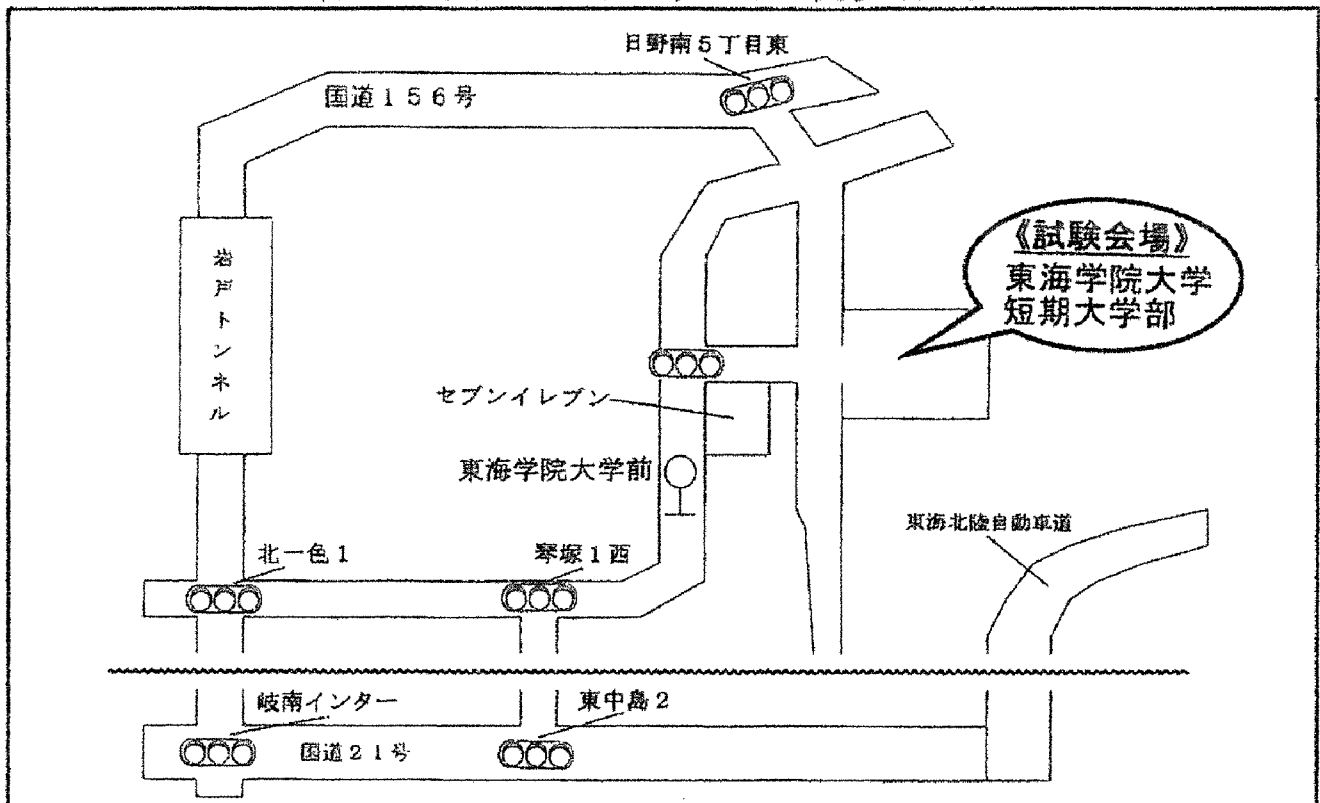 日野南5丁目東
国道156号
《試験会場》
東海学院大学
短期大学部
岩戸トンネル
セブンイレブン
東海学院大学前
東海北陸自動車道
北一色1
琴塚1西
岐南インター
東中島2
国道21号